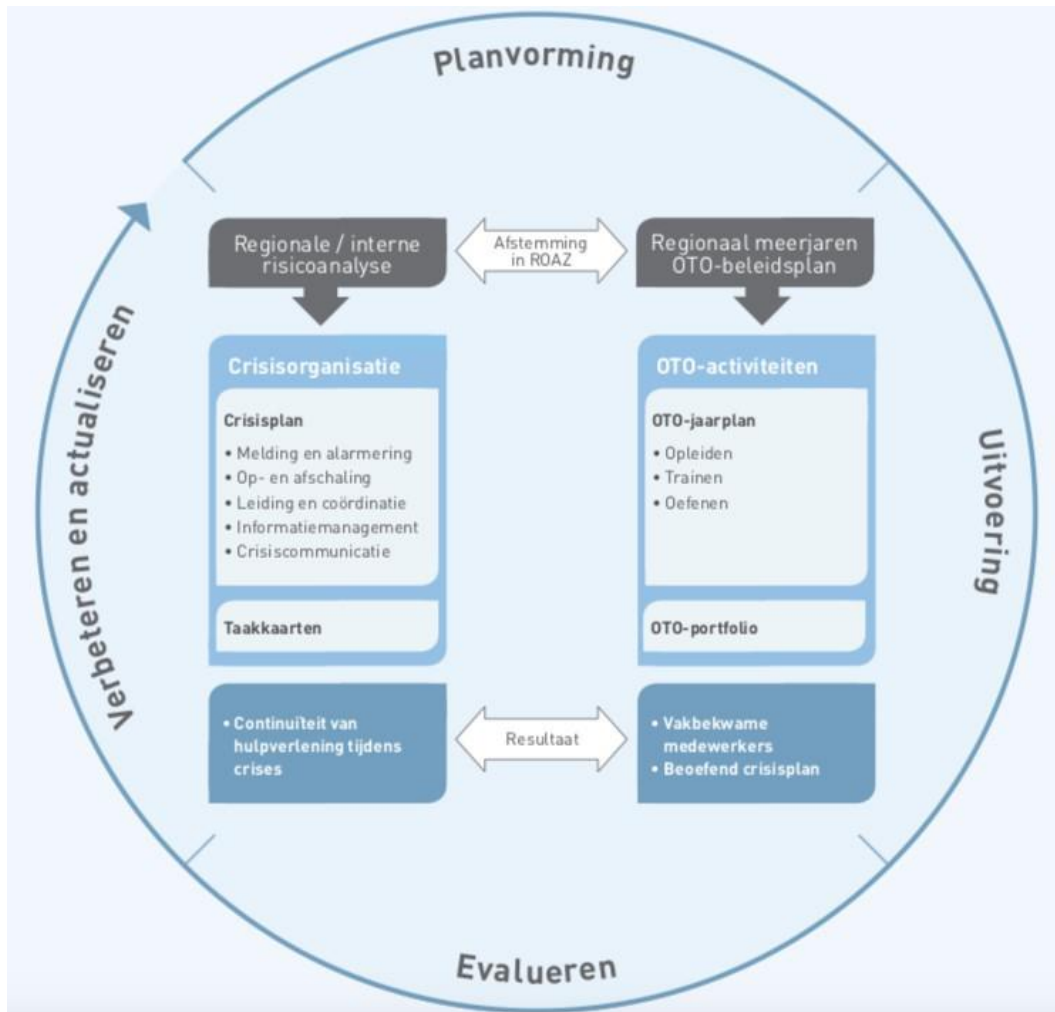 Planvorming
Regionale / interne
risicoanalyse
Afstemming
in ROAZ
Regionaal meerjaren
OTO-beleidsplan
Crisisorganisatie
Crisisplan
• Melding en alarmering
• Op- en afschaling
• Leiding en coördinatie
• Informatiemanagement
• Crisiscommunicatie
Taakkaarten
• Continuïteit van
hulpverlening tijdens
crises
OTO-activiteiten
OTO-jaarplan
• Opleiden
• Trainen
• Oefenen
OTO-portfolio
Resultaat
• Vakbekwame
medewerkers
• Beoefend crisisplan
Uitvoering
Evalueren
Verbeteren en actualiseren